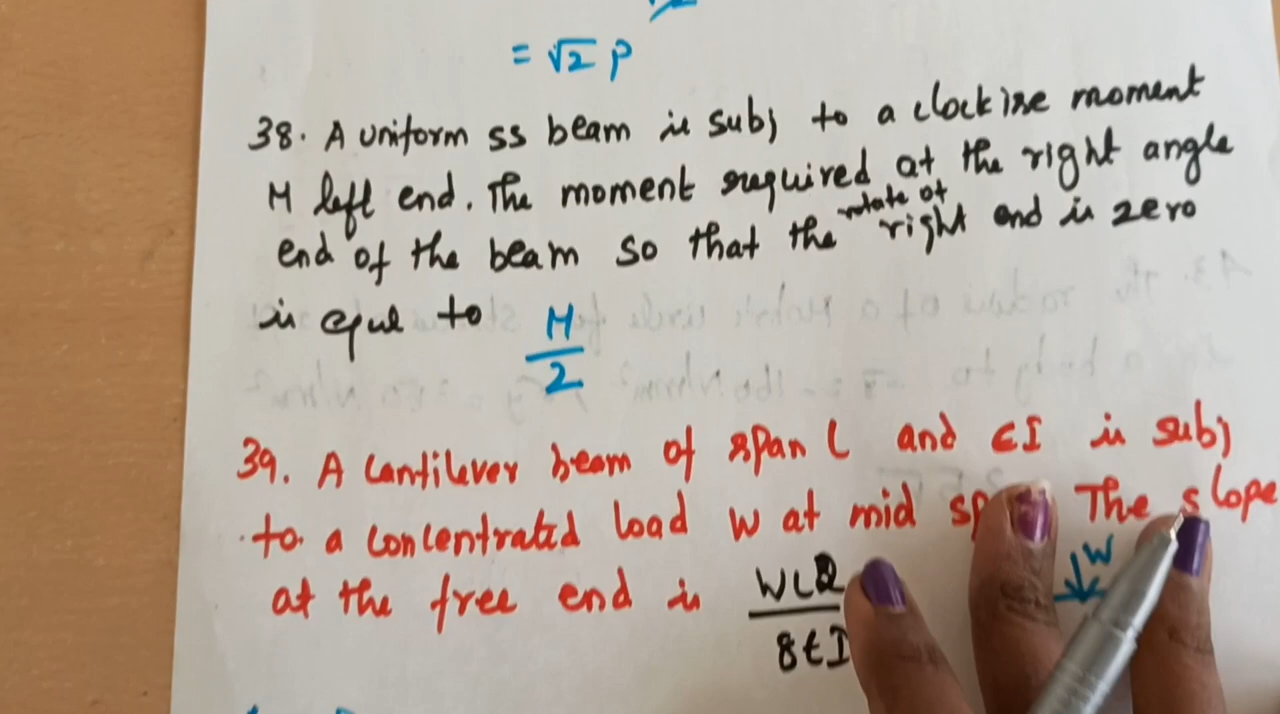 = √2 P
38. A uniform ss beam is subj to a clockise moment
M left end. The moment required at the right angle
end of the beam so that the rotate of right end is zero
is equl to M/2
39. A Cantilever beam of span L and EI is subj
to a concentrated load W at mid The slope
W
at the free end is WL2/8EI